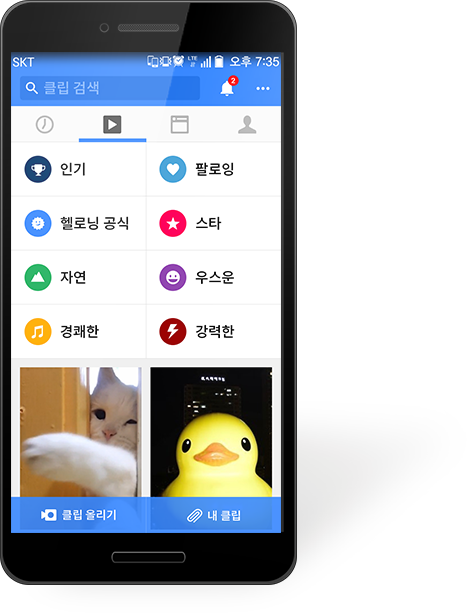 SKT LTE 오후 7:35
클립 검색 2
인기 팔로잉
헬로닝 공식 스타
자연 우스운
경쾌한 강력한
클립 올리기 내 클립